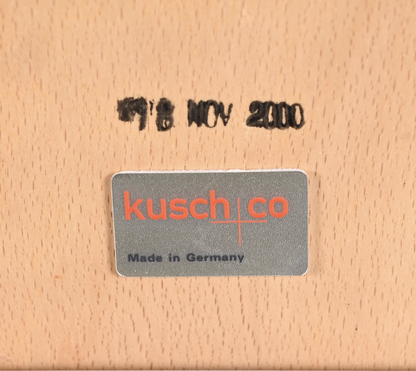 NOV 2000
kusch+co
Made in Germany